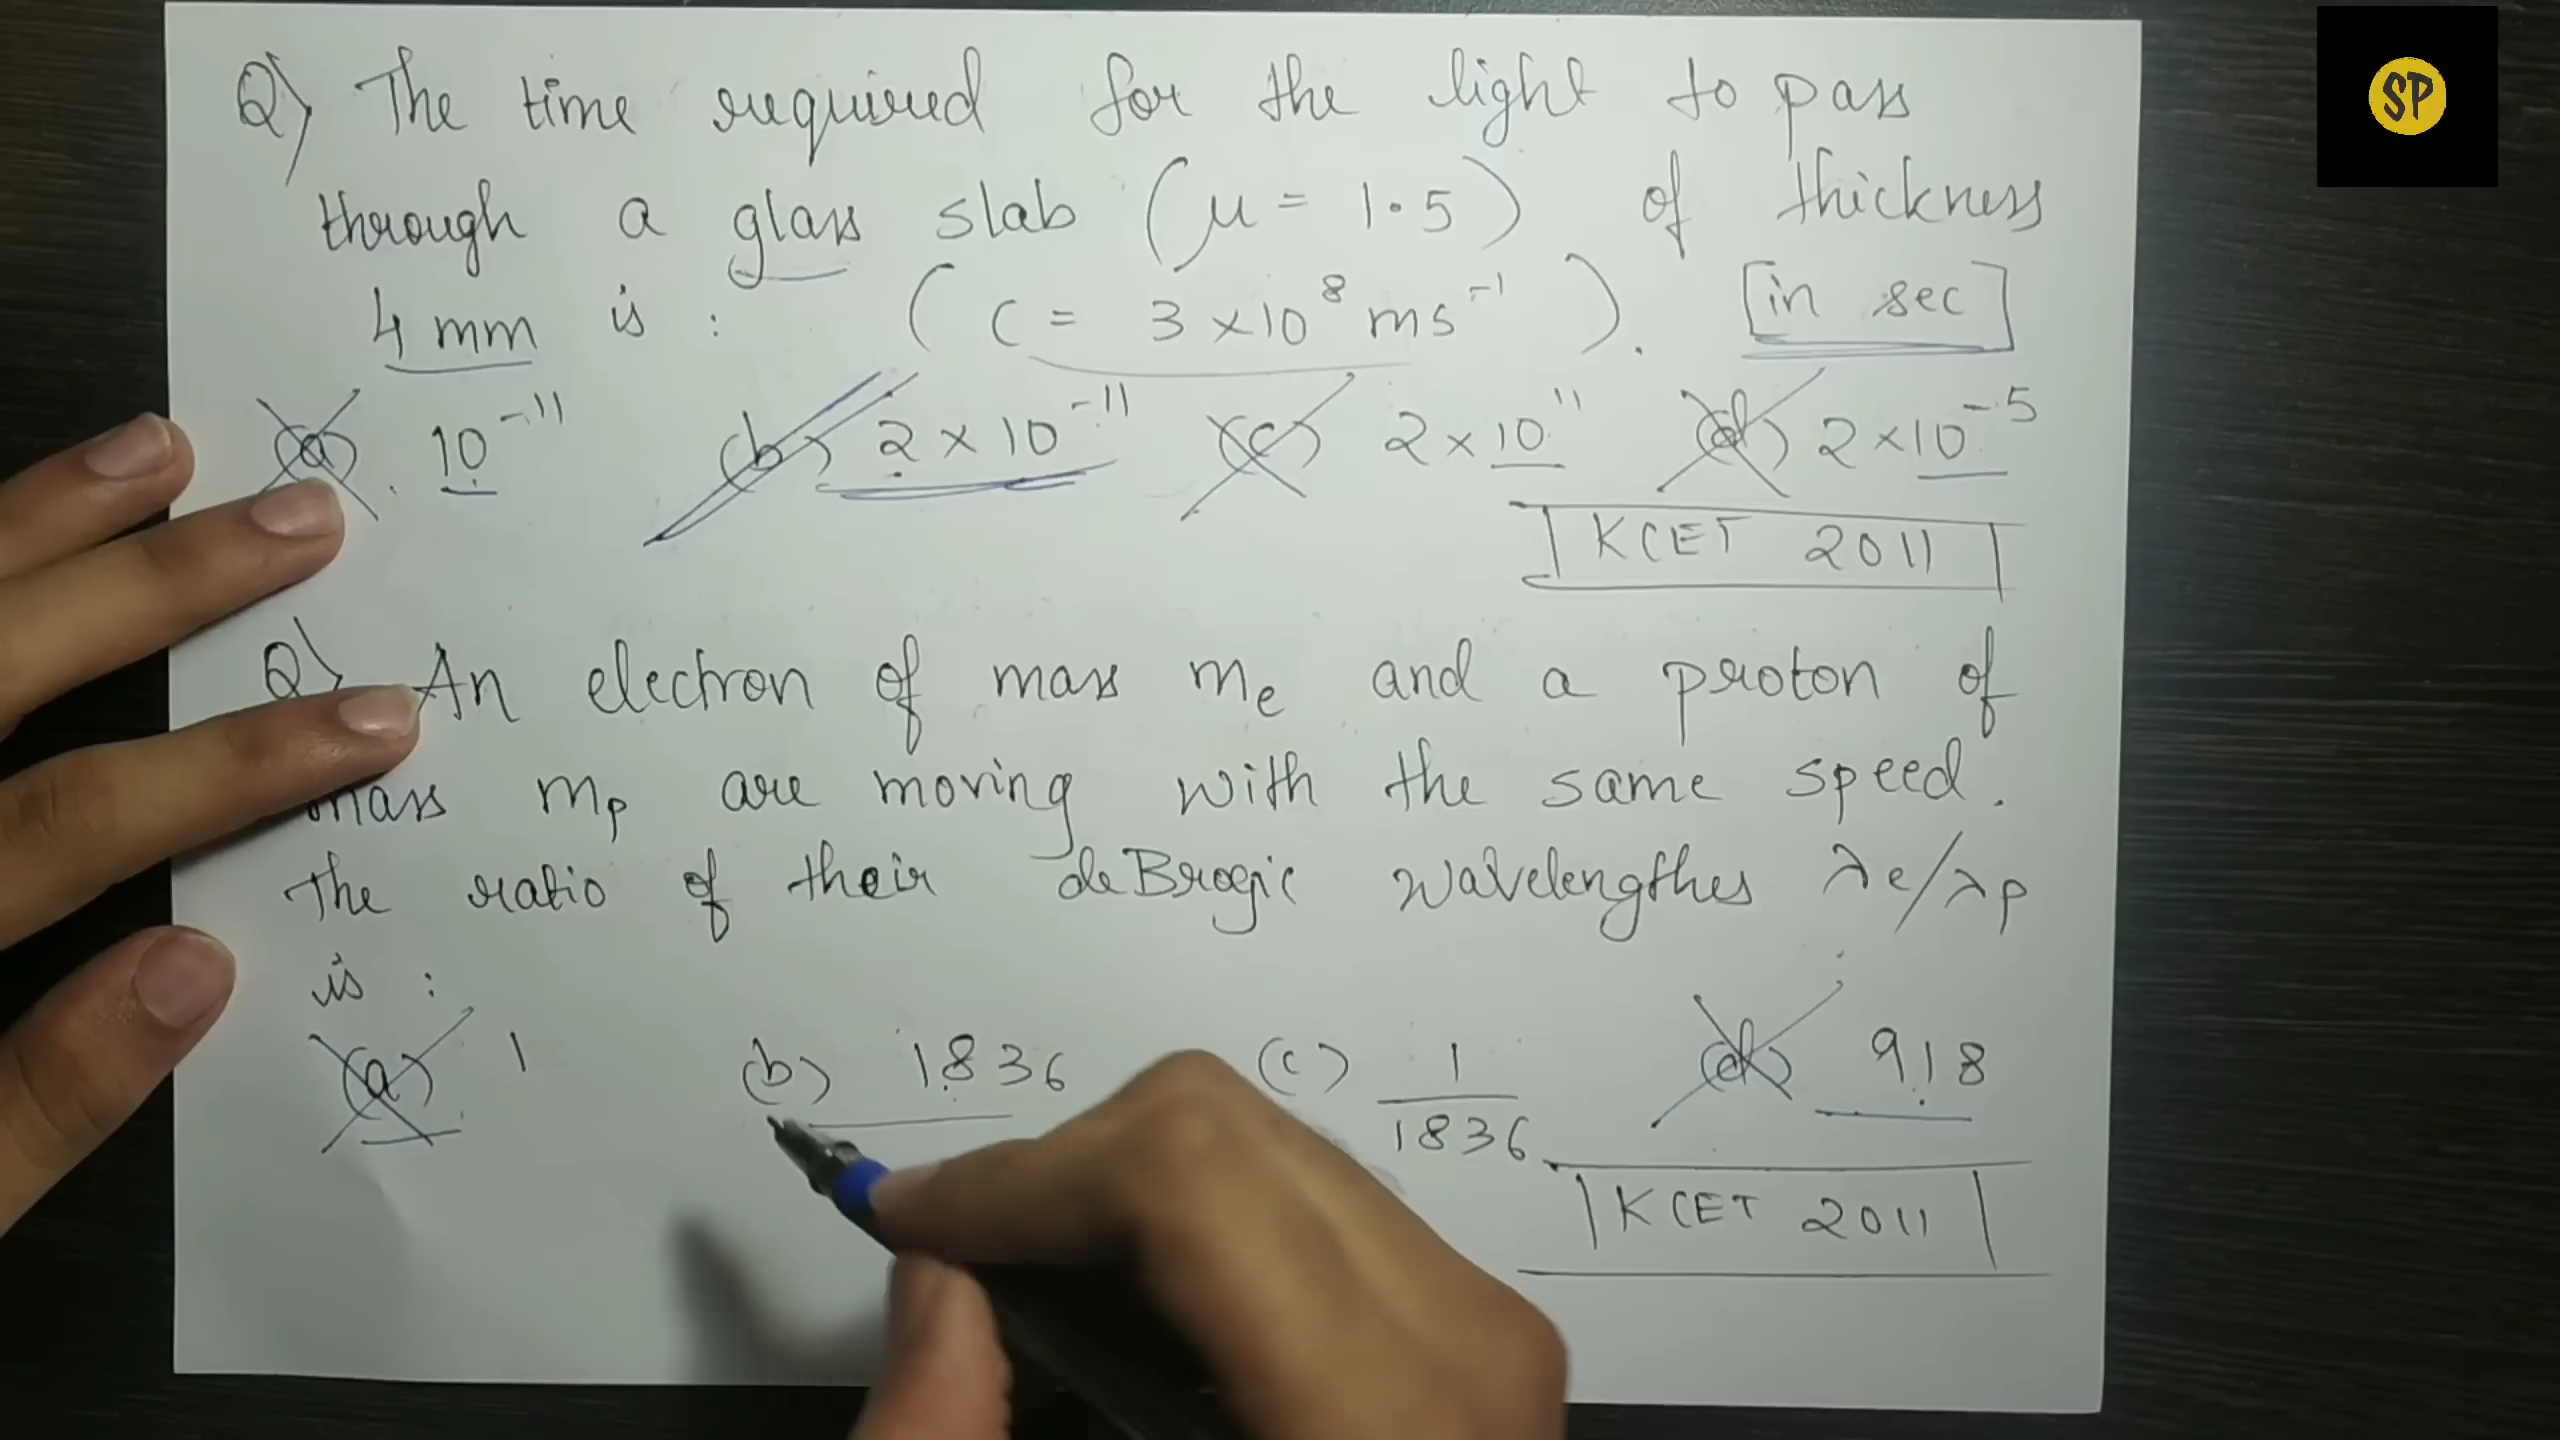 SP
Q) The time required for the light to pass
through a glass slab (μ = 1.5) of thickness
4 mm is : (C = 3 × 10⁸ ms⁻¹). [in sec]
(a). 10⁻¹¹ (b) 2 × 10⁻¹¹ (c) 2 × 10¹¹ (d) 2 × 10⁻⁵
KCET 2011
Q) An electron of mass mₑ and a proton of
mass mₚ are moving with the same speed.
The ratio of their deBrogic wavelengthes λe/λp
is :
(a) 1 (b) 1836 (c) 1/1836 (d) 918
KCET 2011